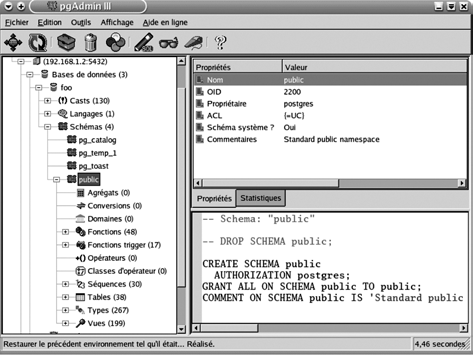 pgAdmin III
Fichier Edition Outils Affichage Aide en ligne
(192.168.1.2:5432)
Bases de données (3)
foo
Casts (130)
Langages (1)
Schémas (4)
pg_catalog
pg_temp_1
pg_toast
public
Agrégats (0)
Conversions (0)
Domaines (0)
Fonctions (48)
Fonctions trigger (17)
Opérateurs (0)
Classes d'opérateur (0)
Séquences (30)
Tables (38)
Types (267)
Vues (199)
Propriétés Valeur
Nom public
OID 2200
Propriétaire postgres
ACL {=UC}
Schéma système ? Oui
Commentaires Standard public namespace
Propriétés Statistiques
-- Schema: "public"
-- DROP SCHEMA public;
CREATE SCHEMA public
AUTHORIZATION postgres;
GRANT ALL ON SCHEMA public TO public;
COMMENT ON SCHEMA public IS 'Standard public
Restaurer le précédent environnement tel qu'il était... Réalisé. 4,46 secondes